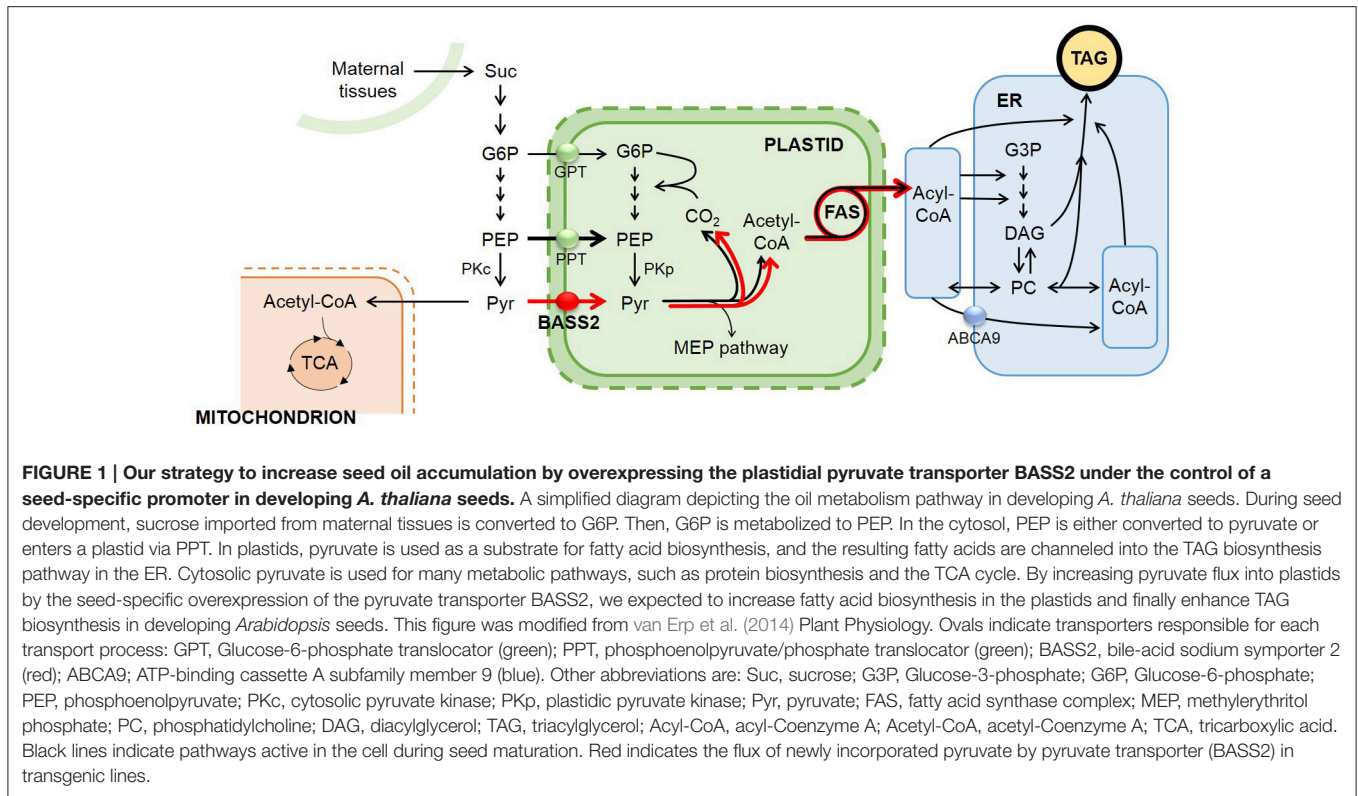 Maternal
tissues
Suc
G6P
GPT
G6P
PLASTID
CO2
PEP
PPT
PEP
PKc
PKp
Acetyl-
CoA
FAS
Pyr
BASS2
Pyr
MEP pathway
Acetyl-CoA
TCA
MITOCHONDRION
TAG
ER
G3P
Acyl-
CoA
DAG
PC
Acyl-
CoA
ABCA9
FIGURE 1 | Our strategy to increase seed oil accumulation by overexpressing the plastidial pyruvate transporter BASS2 under the control of a
seed-specific promoter in developing A. thaliana seeds. A simplified diagram depicting the oil metabolism pathway in developing A. thaliana seeds. During seed
development, sucrose imported from maternal tissues is converted to G6P. Then, G6P is metabolized to PEP. In the cytosol, PEP is either converted to pyruvate or
enters a plastid via PPT. In plastids, pyruvate is used as a substrate for fatty acid biosynthesis, and the resulting fatty acids are channeled into the TAG biosynthesis
pathway in the ER. Cytosolic pyruvate is used for many metabolic pathways, such as protein biosynthesis and the TCA cycle. By increasing pyruvate flux into plastids
by the seed-specific overexpression of the pyruvate transporter BASS2, we expected to increase fatty acid biosynthesis in the plastids and finally enhance TAG
biosynthesis in developing Arabidopsis seeds. This figure was modified from van Erp et al. (2014) Plant Physiology. Ovals indicate transporters responsible for each
transport process: GPT, Glucose-6-phosphate translocator (green); PPT, phosphoenolpyruvate/phosphate translocator (green); BASS2, bile-acid sodium symporter 2
(red); ABCA9; ATP-binding cassette A subfamily member 9 (blue). Other abbreviations are: Suc, sucrose; G3P, Glucose-3-phosphate; G6P, Glucose-6-phosphate;
PEP, phosphoenolpyruvate; PKc, cytosolic pyruvate kinase; PKp, plastidic pyruvate kinase; Pyr, pyruvate; FAS, fatty acid synthase complex; MEP, methylerythritol
phosphate; PC, phosphatidylcholine; DAG, diacylglycerol; TAG, triacylglycerol; Acyl-CoA, acyl-Coenzyme A; Acetyl-CoA, acetyl-Coenzyme A; TCA, tricarboxylic acid.
Black lines indicate pathways active in the cell during seed maturation. Red indicates the flux of newly incorporated pyruvate by pyruvate transporter (BASS2) in
transgenic lines.